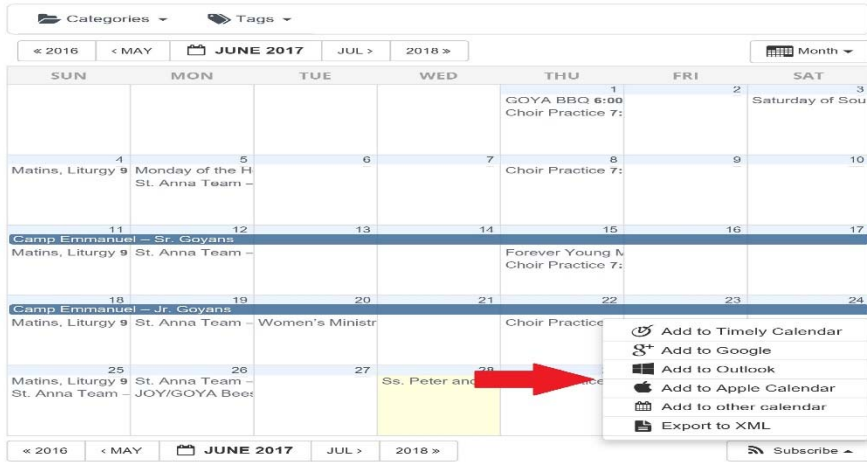 Categories Tags
« 2016 ‹ MAY JUNE 2017 JUL › 2018 » Month
SUN MON TUE WED THU FRI SAT
1 2 3
GOYA BBQ 6:00 Saturday of Sou
Choir Practice 7:
4 5 6 7 8 9 10
Matins, Liturgy 9 Monday of the H Choir Practice 7:
St. Anna Team –
11 12 13 14 15 16 17
Camp Emmanuel – Sr. Goyans
Matins, Liturgy 9 St. Anna Team – Forever Young M
Choir Practice 7:
18 19 20 21 22 23 24
Camp Emmanuel – Jr. Goyans
Matins, Liturgy 9 St. Anna Team – Women's Ministr Choir Practice
Add to Timely Calendar
g+ Add to Google
Add to Outlook
Add to Apple Calendar
Add to other calendar
Export to XML
25 26 27 28
Matins, Liturgy 9 St. Anna Team – Ss. Peter and
St. Anna Team – JOY/GOYA Bees
« 2016 ‹ MAY JUNE 2017 JUL › 2018 » Subscribe